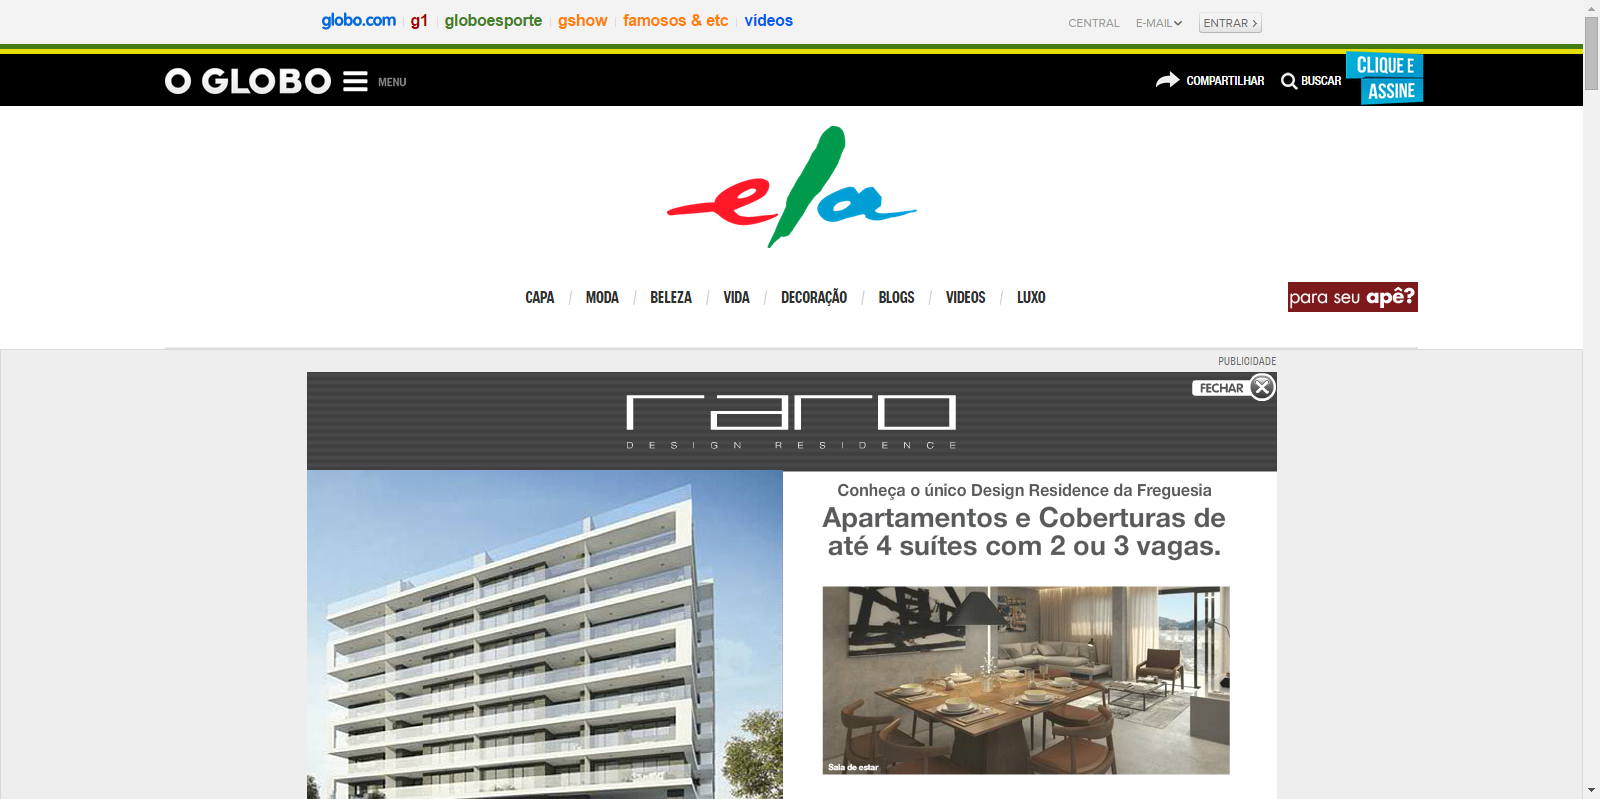 globo.com g1 globoesporte gshow famosos & etc vídeos CENTRAL E-MAIL ENTRAR
O GLOBO MENU COMPARTILHAR BUSCAR CLIQUE E ASSINE
ela
CAPA / MODA / BELEZA / VIDA / DECORAÇÃO / BLOGS / VIDEOS / LUXO
para seu apê?
PUBLICIDADE
FECHAR
raro
DESIGN RESIDENCE
Conheça o único Design Residence da Freguesia
Apartamentos e Coberturas de
até 4 suítes com 2 ou 3 vagas.
Sala de estar